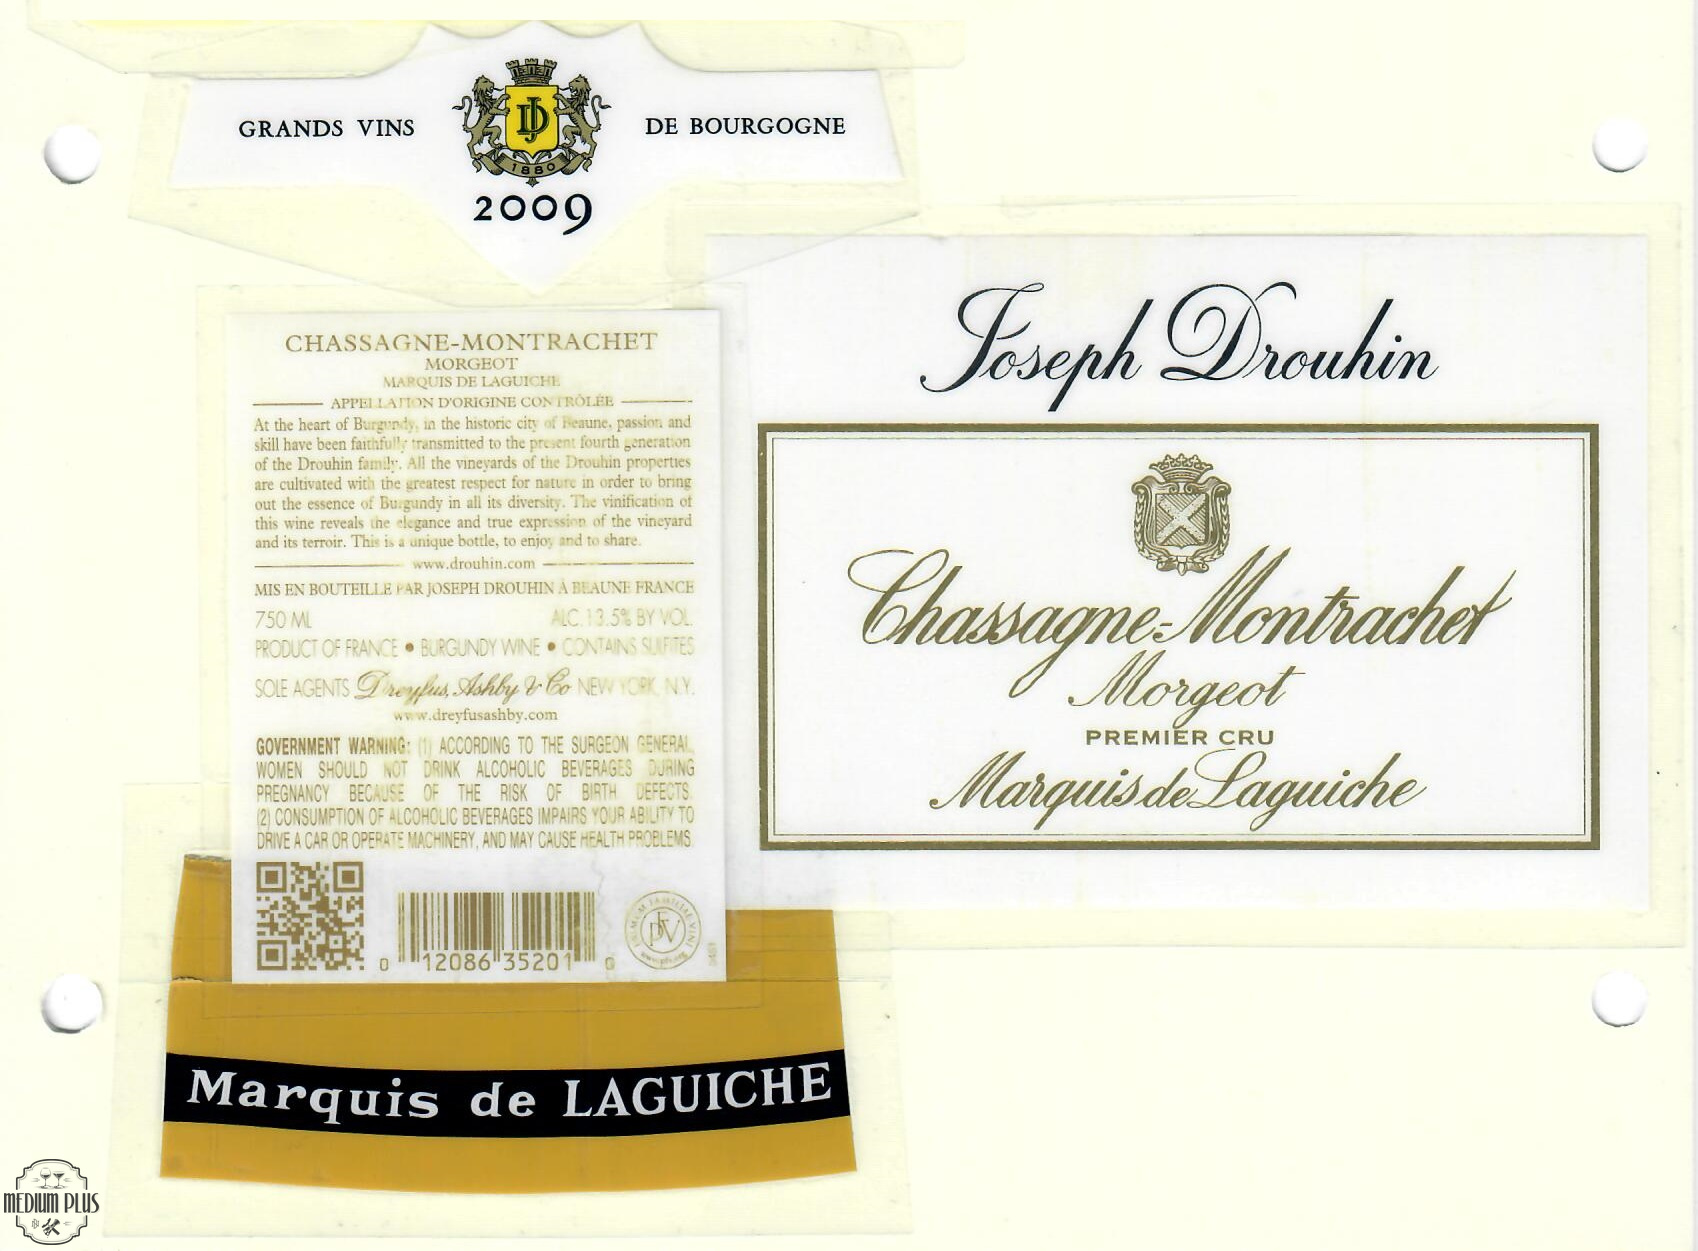 GRANDS VINS DE BOURGOGNE
JD
1880
2009
Joseph Drouhin
Chassagne-Montrachet
Morgeot
PREMIER CRU
Marquis de Laguiche
CHASSAGNE-MONTRACHET
MORGEOT
MARQUIS DE LAGUICHE
APPELLATION D'ORIGINE CONTRÔLÉE
At the heart of Burgundy, in the historic city of Beaune, passion and
skill have been faithfully transmitted to the present fourth generation
of the Drouhin family. All the vineyards of the Drouhin properties
are cultivated with the greatest respect for nature in order to bring
out the essence of Burgundy in all its diversity. The vinification of
this wine reveals the elegance and true expression of the vineyard
and its terroir. This is a unique bottle, to enjoy and to share.
www.drouhin.com
MIS EN BOUTEILLE PAR JOSEPH DROUHIN À BEAUNE FRANCE
750 ML ALC. 13.5% BY VOL.
PRODUCT OF FRANCE • BURGUNDY WINE • CONTAINS SULFITES
SOLE AGENTS Dreyfus, Ashby & Co NEW YORK, N.Y.
www.dreyfusashby.com
GOVERNMENT WARNING: (1) ACCORDING TO THE SURGEON GENERAL,
WOMEN SHOULD NOT DRINK ALCOHOLIC BEVERAGES DURING
PREGNANCY BECAUSE OF THE RISK OF BIRTH DEFECTS.
(2) CONSUMPTION OF ALCOHOLIC BEVERAGES IMPAIRS YOUR ABILITY TO
DRIVE A CAR OR OPERATE MACHINERY, AND MAY CAUSE HEALTH PROBLEMS.
0 12086 35201 6
PRIMUM FAMILIAE VINI
PFV
www.pfv.org
Marquis de LAGUICHE
MEDIUM PLUS